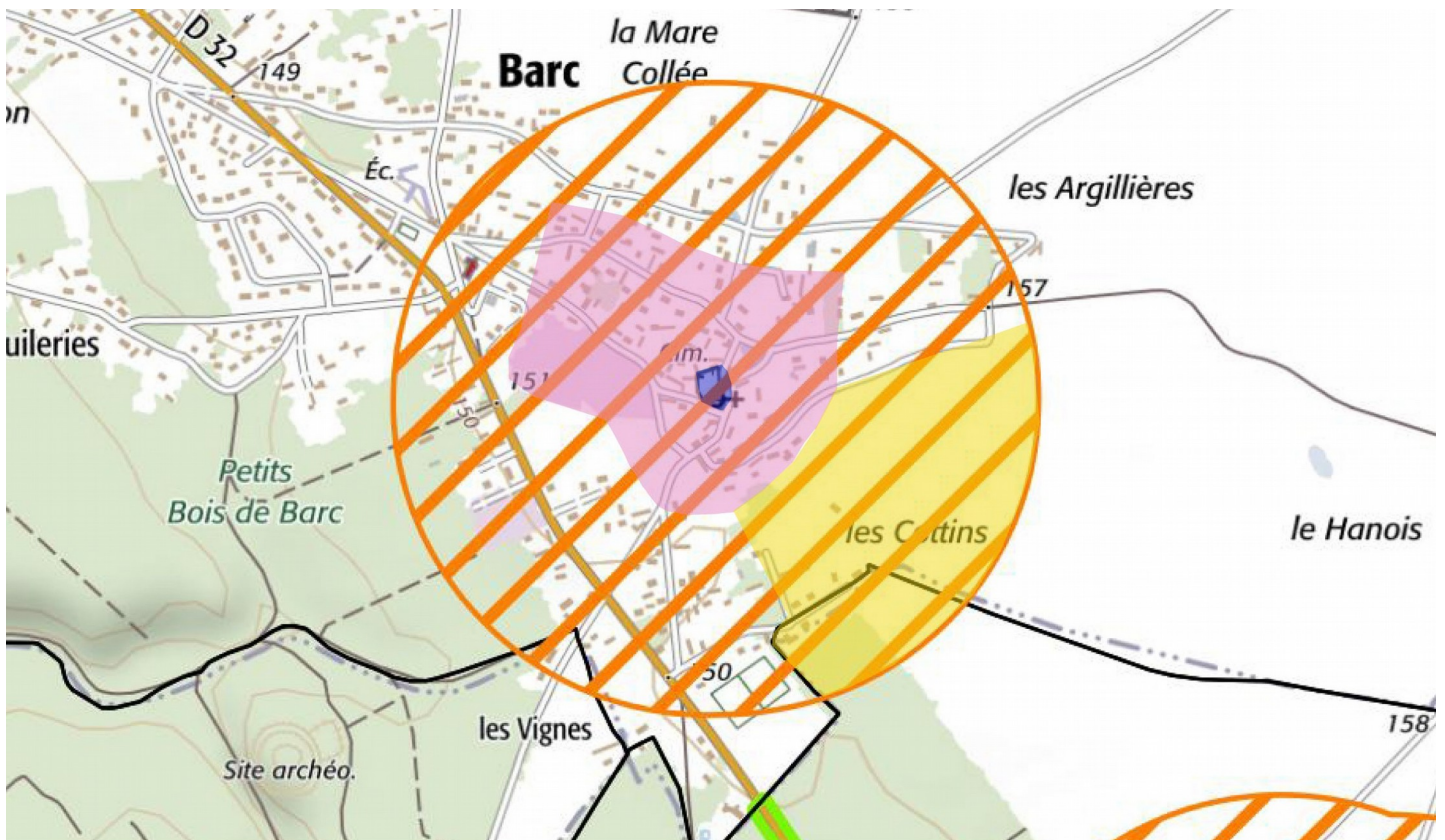 D 32
149
Barc
la Mare
Collée
on
Éc.
les Argillières
157
uileries
Cim.
151
150
Petits
Bois de Barc
les Cottins
le Hanois
150
les Vignes
158
Site archéo.